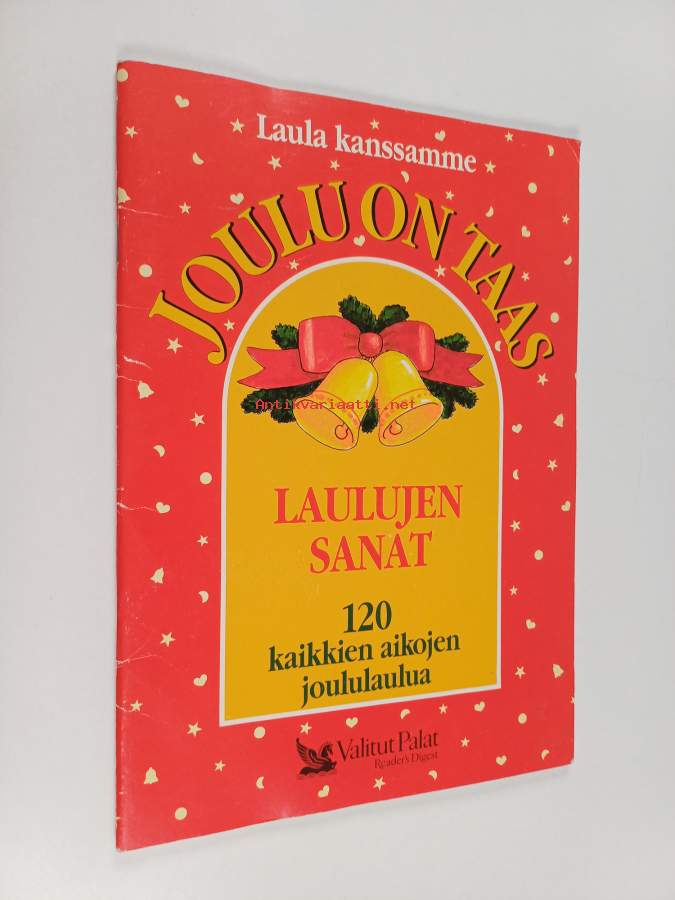 Laula kanssamme
JOULU ON TAAS
Antikvariaatti.net
LAULUJEN
SANAT
120
kaikkien aikojen
joululaulua
Valitut Palat
Reader's Digest